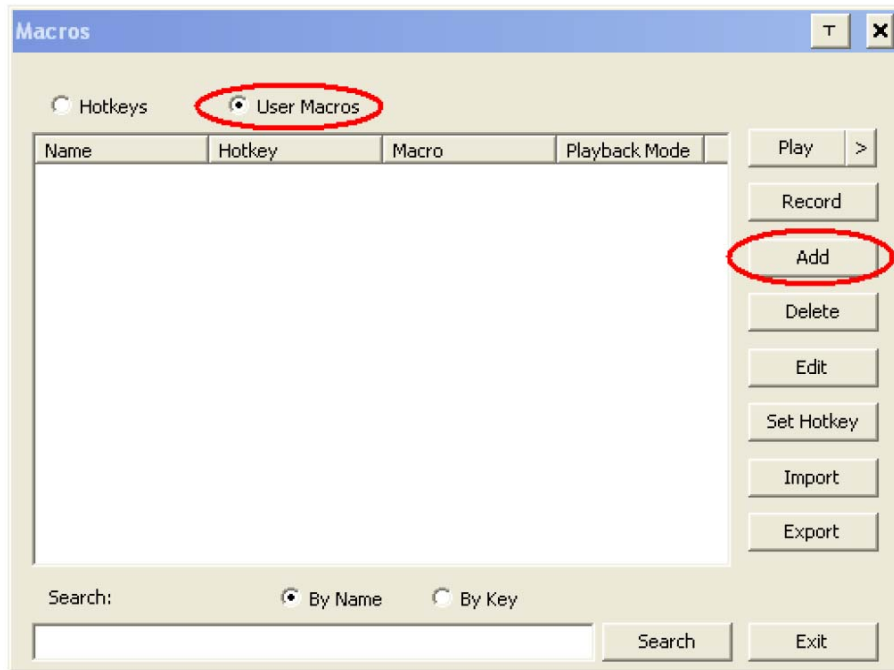 Macros
T
Hotkeys User Macros
Name Hotkey Macro Playback Mode
Play >
Record
Add
Delete
Edit
Set Hotkey
Import
Export
Search: By Name By Key
Search Exit